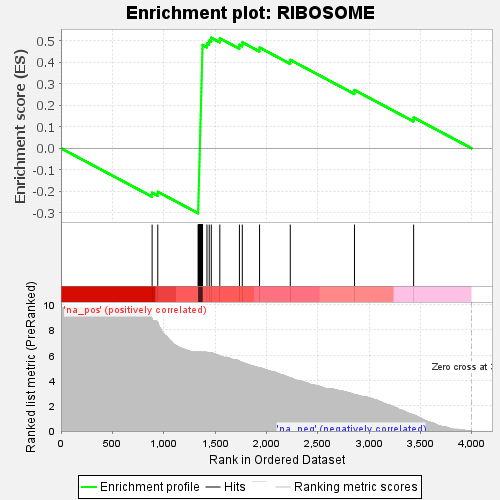 Enrichment plot: RIBOSOME
Enrichment score (ES)
0.5
0.4
0.3
0.2
0.1
0.0
-0.1
-0.2
-0.3
Ranked list metric (PreRanked)
10
8
6
4
2
0
'na_pos' (positively correlated)
Zero cross at 3
'na_neg' (negatively correlated)
0 500 1,000 1,500 2,000 2,500 3,000 3,500 4,000
Rank in Ordered Dataset
Enrichment profile Hits Ranking metric scores